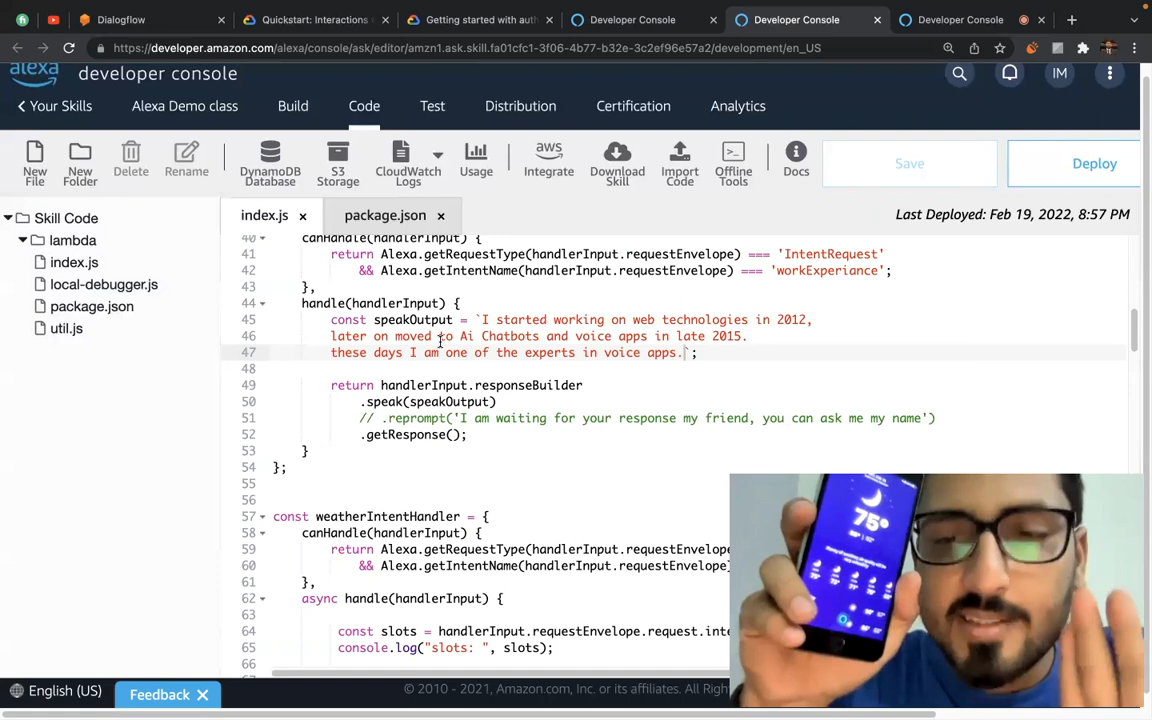 Dialogflow
Quickstart: Interactions
Getting started with auth
Developer Console
Developer Console
Developer Console
https://developer.amazon.com/alexa/console/ask/editor/amzn1.ask.skill.fa01cfc1-3f06-4b77-b32e-3c2ef96e57a2/development/en_US
alexa developer console
IM
Your Skills
Alexa Demo class
Build
Code
Test
Distribution
Certification
Analytics
New File
New Folder
Delete
Rename
DynamoDB Database
S3 Storage
CloudWatch Logs
Usage
aws
Integrate
Download Skill
Import Code
Offline Tools
Docs
Save
Deploy
Skill Code
lambda
index.js
local-debugger.js
package.json
util.js
index.js
package.json
Last Deployed: Feb 19, 2022, 8:57 PM
40 canHandle(handlerInput) {
41 return Alexa.getRequestType(handlerInput.requestEnvelope) === 'IntentRequest'
42 && Alexa.getIntentName(handlerInput.requestEnvelope) === 'workExperiance';
43 },
44 handle(handlerInput) {
45 const speakOutput = `I started working on web technologies in 2012,
46 later on moved to Ai Chatbots and voice apps in late 2015.
47 these days I am one of the experts in voice apps.`;
48
49 return handlerInput.responseBuilder
50 .speak(speakOutput)
51 // .reprompt('I am waiting for your response my friend, you can ask me my name')
52 .getResponse();
53 }
54 };
55
56
57 const weatherIntentHandler = {
58 canHandle(handlerInput) {
59 return Alexa.getRequestType(handlerInput.requestEnvelope
60 && Alexa.getIntentName(handlerInput.requestEnvelope)
61 },
62 async handle(handlerInput) {
63
64 const slots = handlerInput.requestEnvelope.request.inte
65 console.log("slots: ", slots);
66
75°
English (US)
Feedback
© 2010 - 2021, Amazon.com, Inc. or its affiliates. All Righ